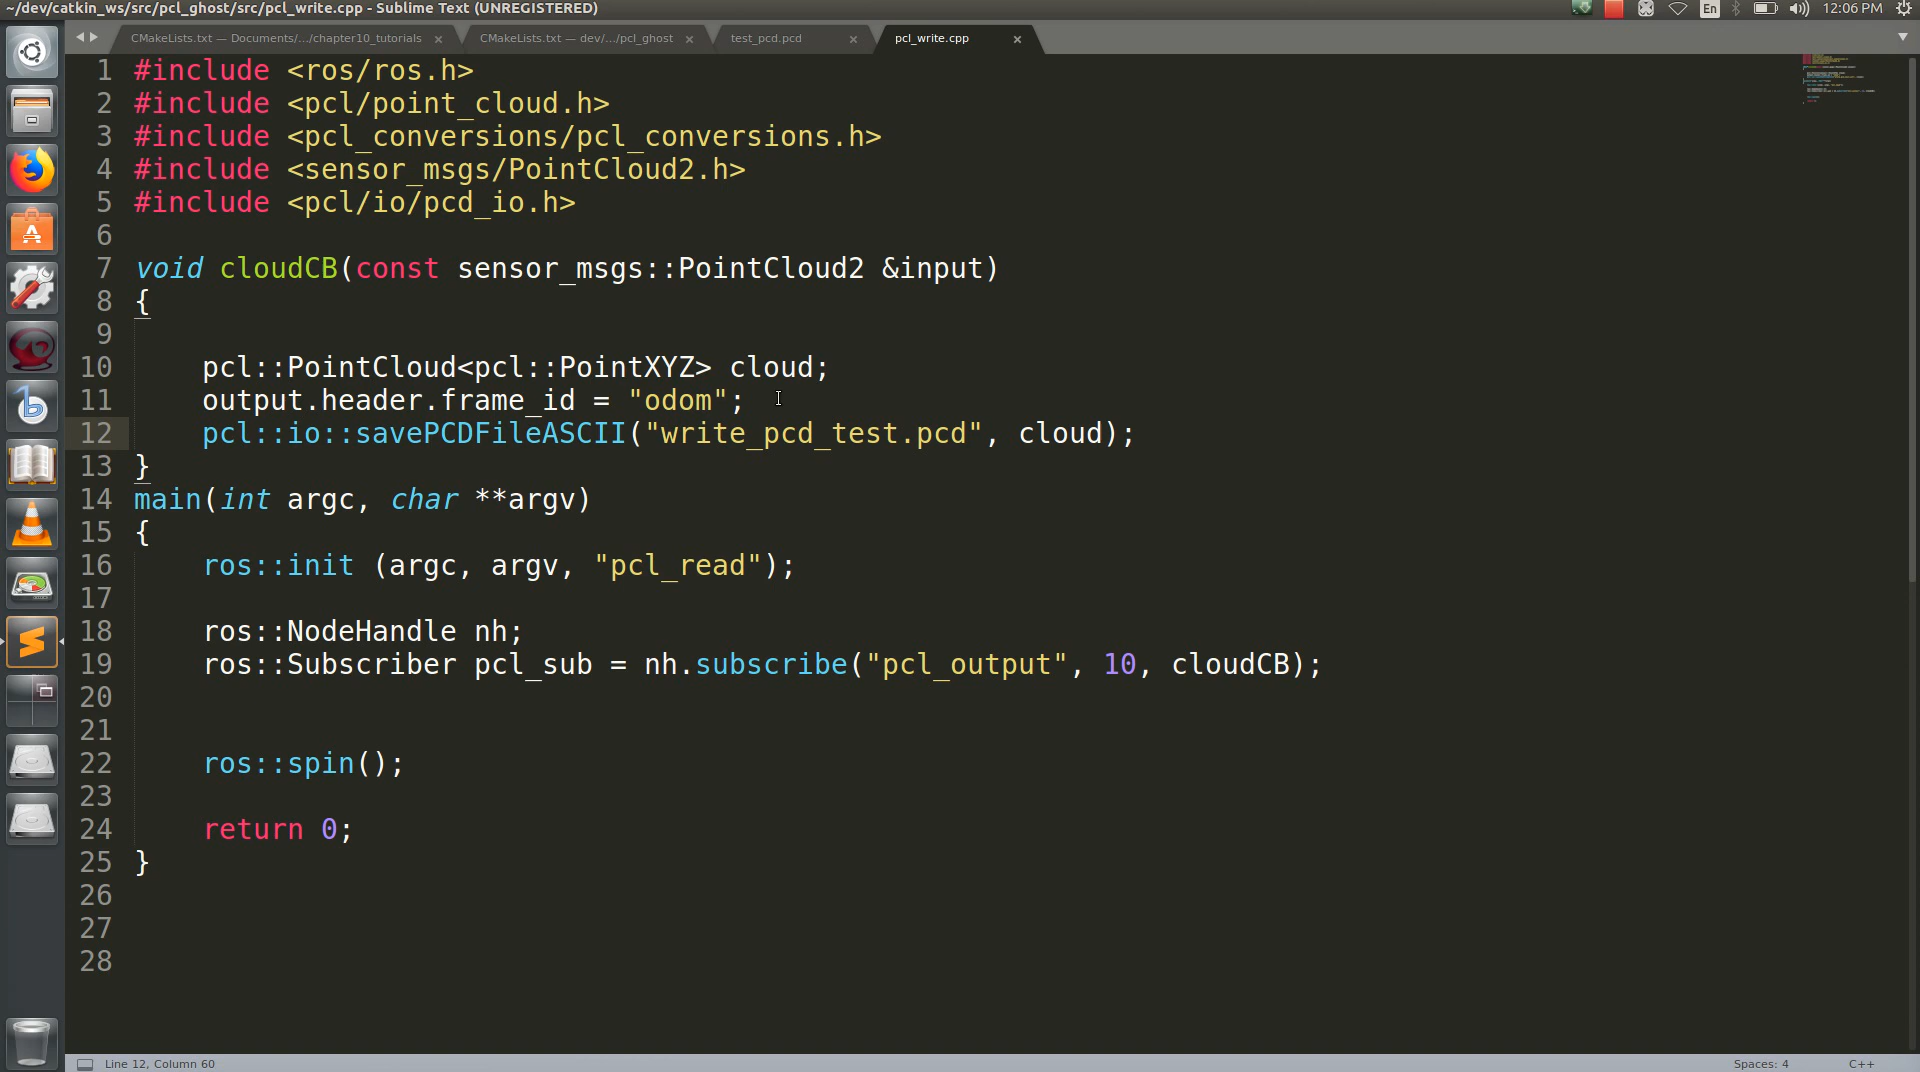 ~/dev/catkin_ws/src/pcl_ghost/src/pcl_write.cpp - Sublime Text (UNREGISTERED)
En
12:06 PM
CMakeLists.txt — Documents/.../chapter10_tutorials
CMakeLists.txt — dev/.../pcl_ghost
test_pcd.pcd
pcl_write.cpp
1 #include <ros/ros.h>
2 #include <pcl/point_cloud.h>
3 #include <pcl_conversions/pcl_conversions.h>
4 #include <sensor_msgs/PointCloud2.h>
5 #include <pcl/io/pcd_io.h>
6
7 void cloudCB(const sensor_msgs::PointCloud2 &input)
8 {
9
10     pcl::PointCloud<pcl::PointXYZ> cloud;
11     output.header.frame_id = "odom";
12     pcl::io::savePCDFileASCII("write_pcd_test.pcd", cloud);
13 }
14 main(int argc, char **argv)
15 {
16     ros::init (argc, argv, "pcl_read");
17
18     ros::NodeHandle nh;
19     ros::Subscriber pcl_sub = nh.subscribe("pcl_output", 10, cloudCB);
20
21
22     ros::spin();
23
24     return 0;
25 }
26
27
28
Line 12, Column 60
Spaces: 4
C++